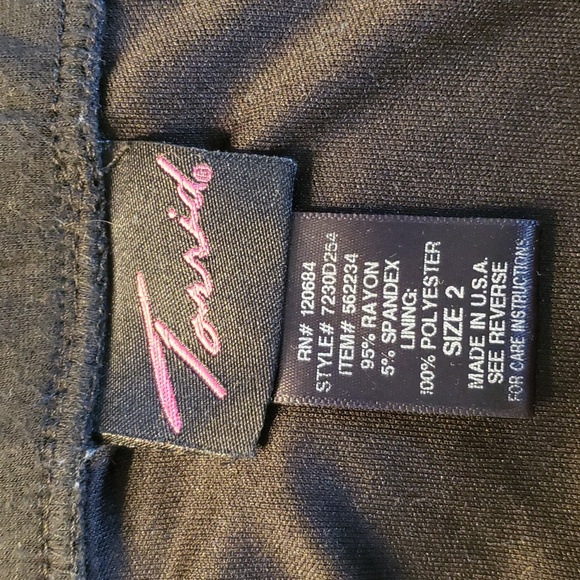 Torrid®
RN# 120684
STYLE# 7230D254
ITEM# 562234
95% RAYON
5% SPANDEX
LINING:
100% POLYESTER
SIZE 2
MADE IN U.S.A.
SEE REVERSE
FOR CARE INSTRUCTIONS